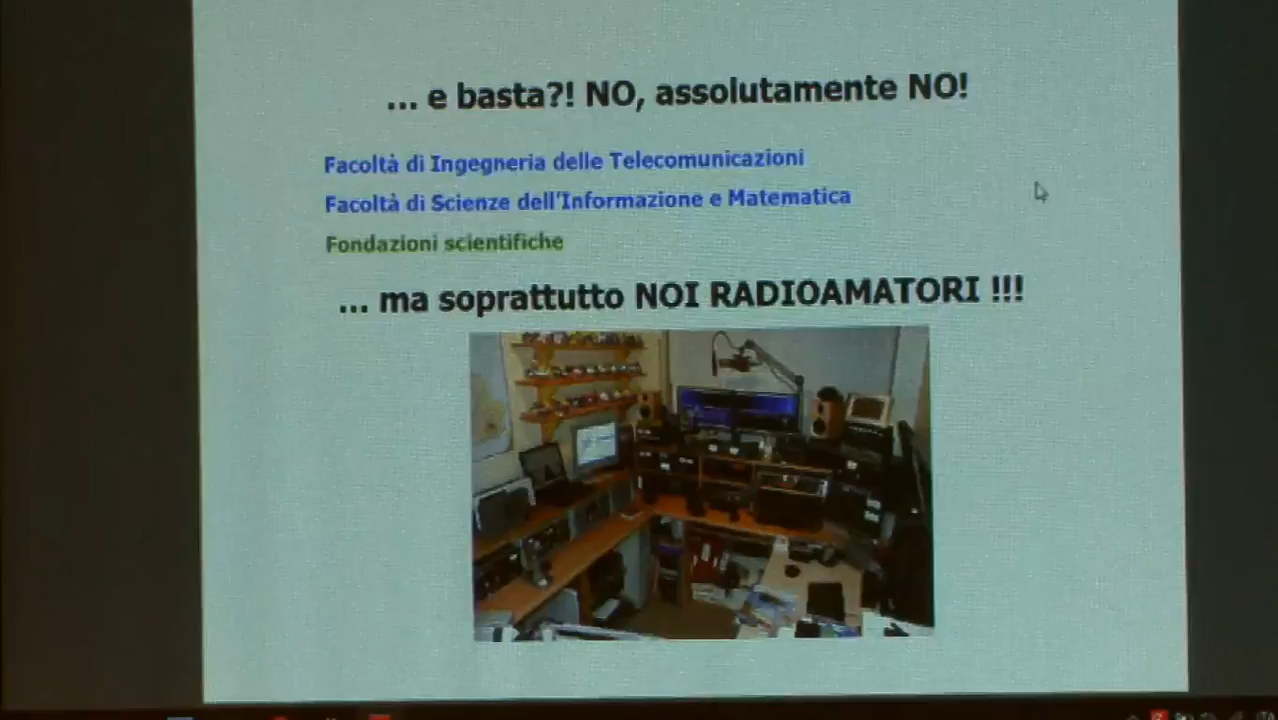 ... e basta?! NO, assolutamente NO!
Facoltà di Ingegneria delle Telecomunicazioni
Facoltà di Scienze dell'Informazione e Matematica
Fondazioni scientifiche
... ma soprattutto NOI RADIOAMATORI !!!